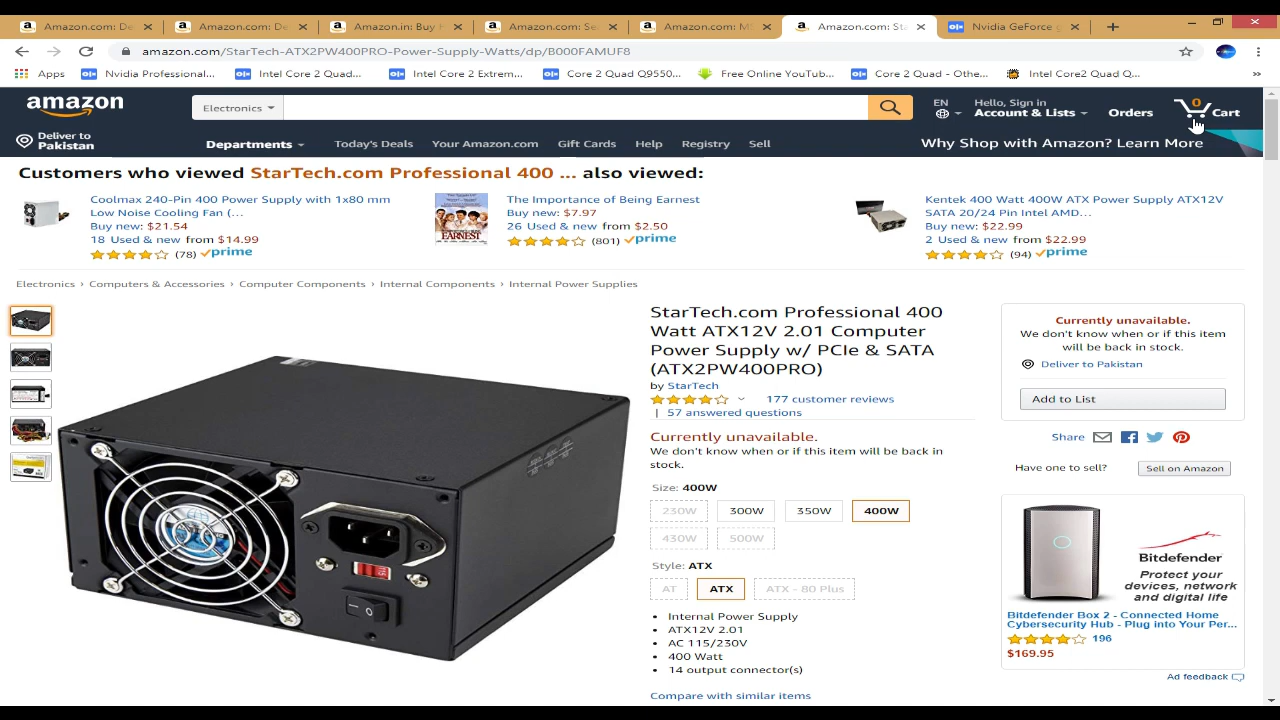 Amazon.com: De
Amazon.com: De
Amazon.in: Buy
Amazon.com: Se
Amazon.com: M
Amazon.com: Sta
Nvidia GeForce
amazon.com/StarTech-ATX2PW400PRO-Power-Supply-Watts/dp/B000FAMUF8
Apps
Nvidia Professional...
Intel Core 2 Quad...
Intel Core 2 Extrem...
Core 2 Quad Q9550...
Free Online YouTub...
Core 2 Quad - Othe...
Intel Core2 Quad Q...
amazon
Electronics
EN
Hello, Sign in
Account & Lists
Orders
0
Cart
Deliver to
Pakistan
Departments
Today's Deals
Your Amazon.com
Gift Cards
Help
Registry
Sell
Why Shop with Amazon? Learn More
Customers who viewed StarTech.com Professional 400 ... also viewed:
Coolmax 240-Pin 400 Power Supply with 1x80 mm
Low Noise Cooling Fan (...
Buy new: $21.54
18 Used & new from $14.99
(78) prime
The Importance of Being Earnest
Buy new: $7.97
26 Used & new from $2.50
(801) prime
Kentek 400 Watt 400W ATX Power Supply ATX12V
SATA 20/24 Pin Intel AMD...
Buy new: $22.99
2 Used & new from $22.99
(94) prime
Electronics › Computers & Accessories › Computer Components › Internal Components › Internal Power Supplies
StarTech.com Professional 400
Watt ATX12V 2.01 Computer
Power Supply w/ PCIe & SATA
(ATX2PW400PRO)
by StarTech
177 customer reviews
| 57 answered questions
Currently unavailable.
We don't know when or if this item will be back in
stock.
Size: 400W
230W
300W
350W
400W
430W
500W
Style: ATX
AT
ATX
ATX - 80 Plus
• Internal Power Supply
• ATX12V 2.01
• AC 115/230V
• 400 Watt
• 14 output connector(s)
Compare with similar items
Currently unavailable.
We don't know when or if this item
will be back in stock.
Deliver to Pakistan
Add to List
Share
Have one to sell?
Sell on Amazon
Bitdefender
Protect your
devices, network
and digital life
Bitdefender Box 2 - Connected Home
Cybersecurity Hub - Plug into Your Per...
196
$169.95
Ad feedback